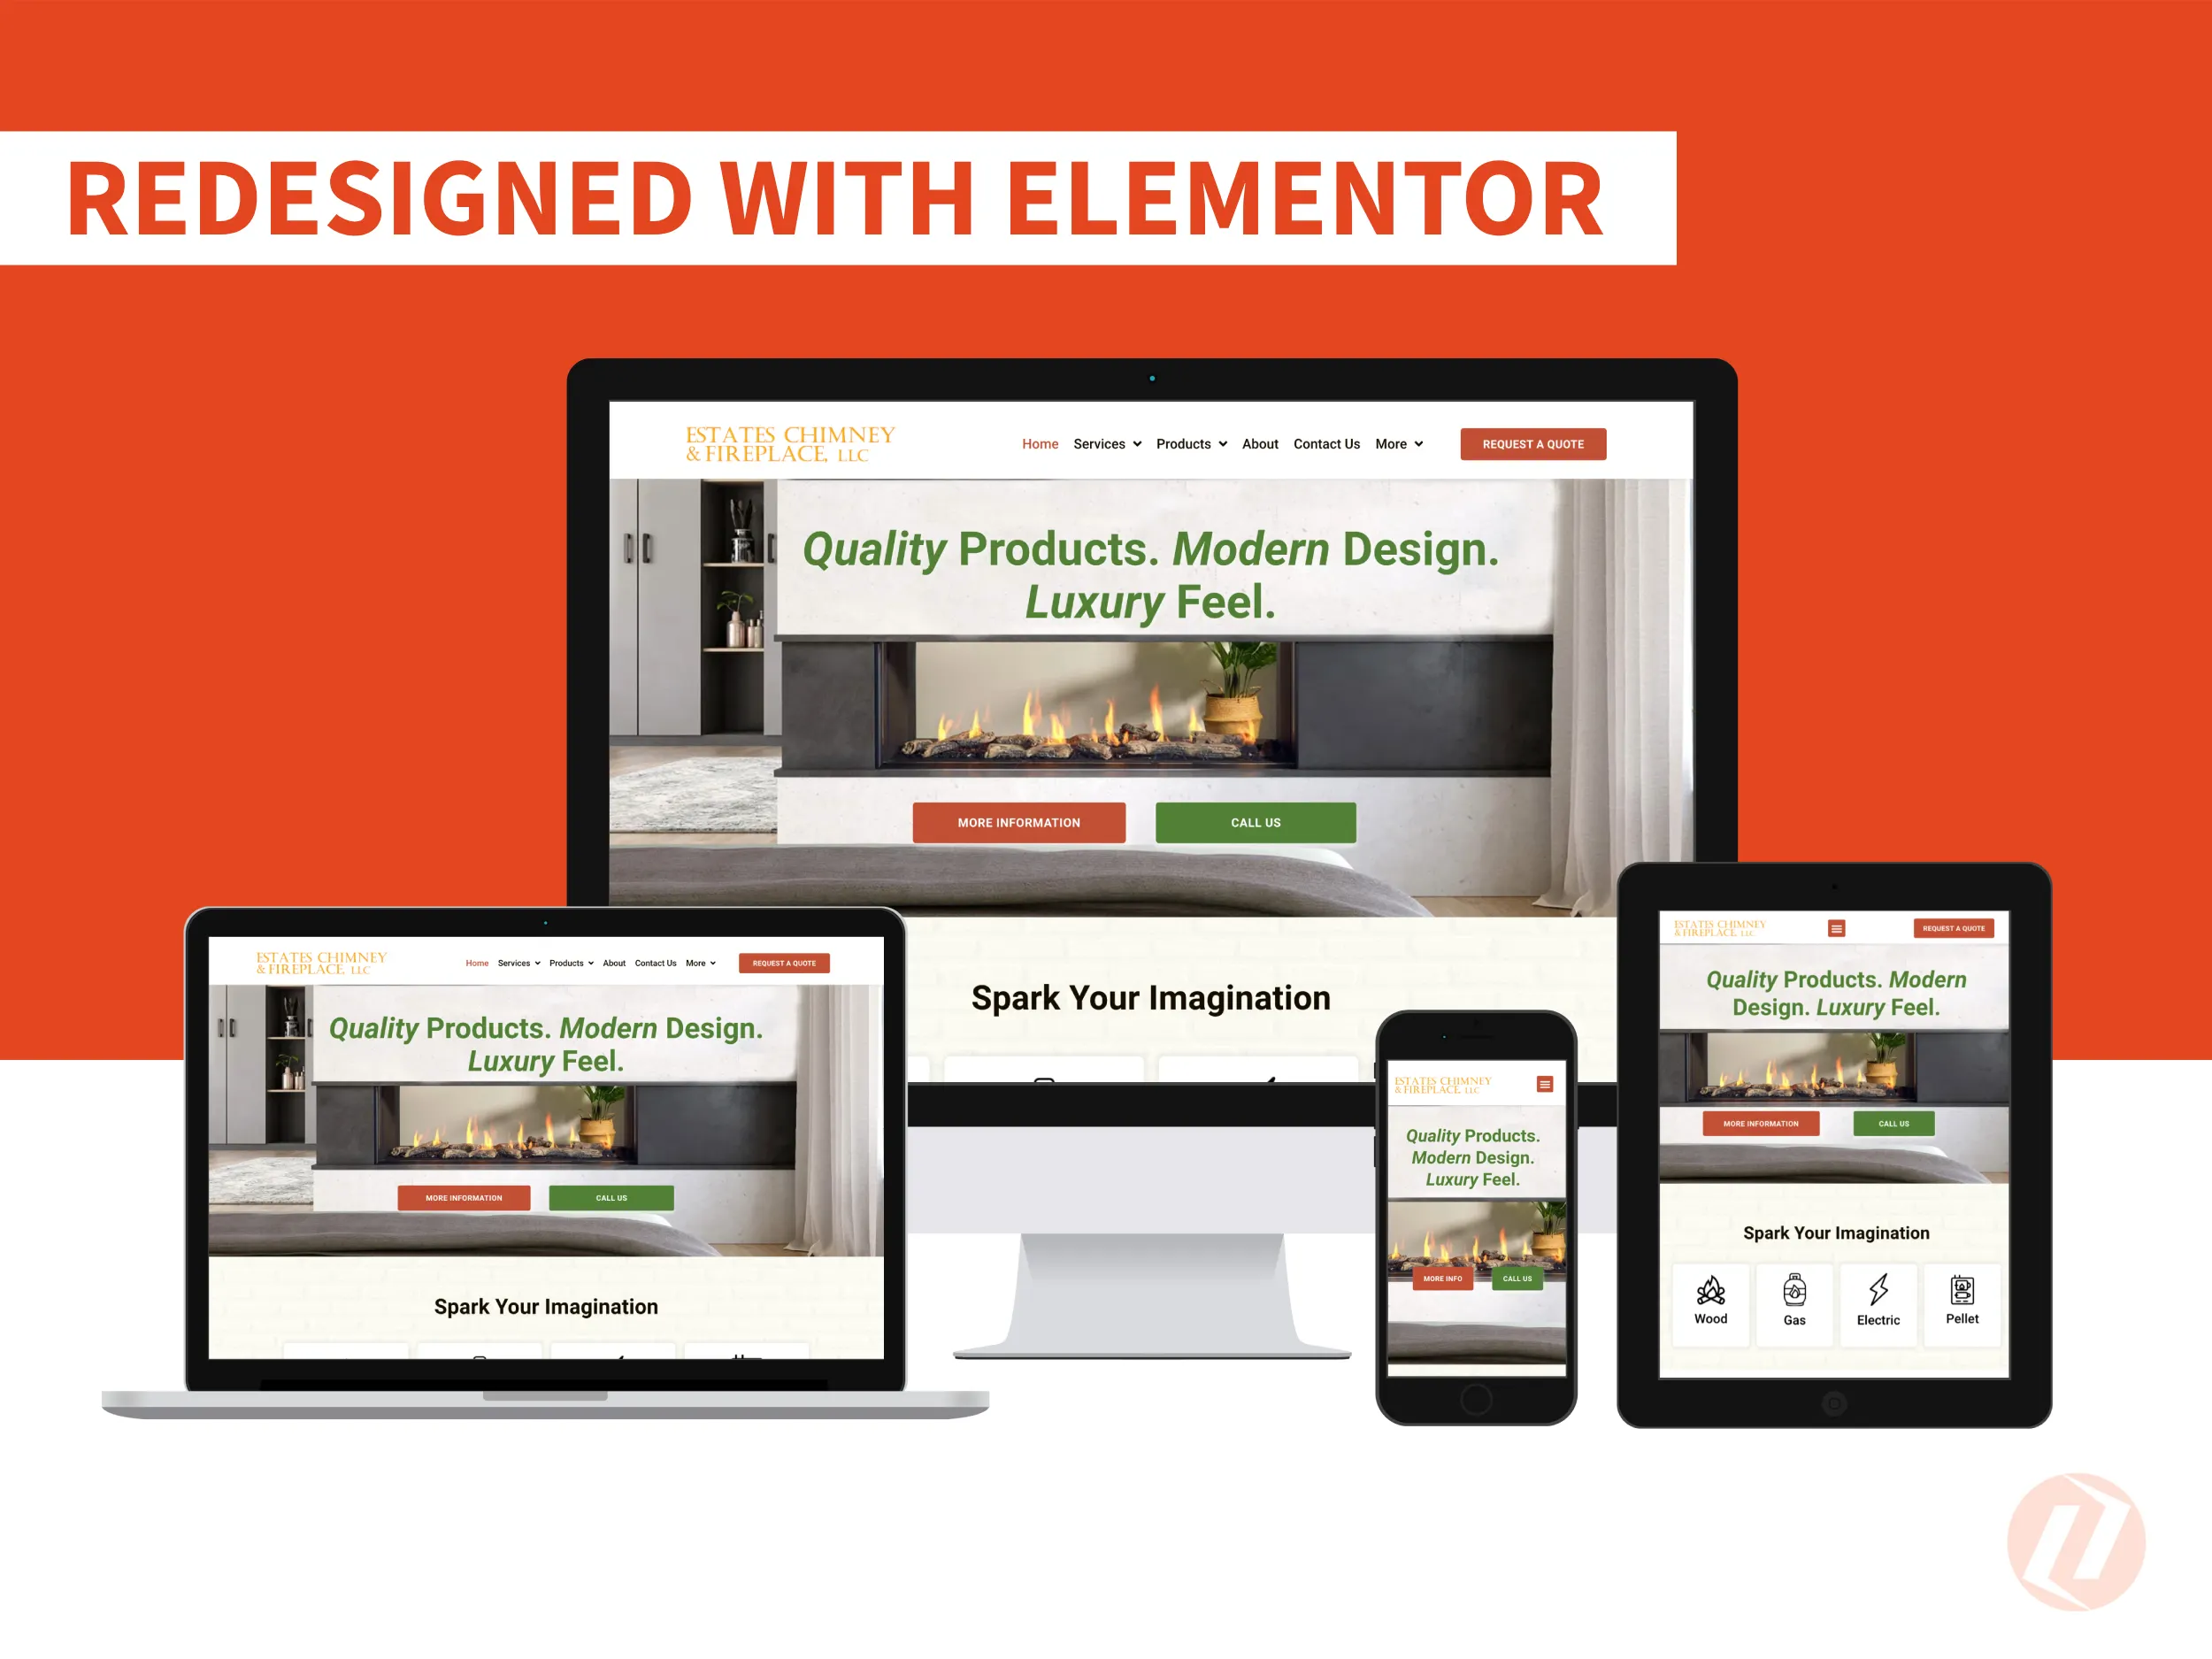 REDESIGNED WITH ELEMENTOR
ESTATES CHIMNEY
& FIREPLACE, LLC
Home Services Products About Contact Us More REQUEST A QUOTE
Quality Products. Modern Design.
Luxury Feel.
MORE INFORMATION CALL US
Spark Your Imagination
ESTATES CHIMNEY
& FIREPLACE, LLC
Home Services Products About Contact Us More REQUEST A QUOTE
Quality Products. Modern Design.
Luxury Feel.
MORE INFORMATION CALL US
Spark Your Imagination
ESTATES CHIMNEY
& FIREPLACE, LLC
Quality Products.
Modern Design.
Luxury Feel.
MORE INFO CALL US
ESTATES CHIMNEY
& FIREPLACE, LLC
REQUEST A QUOTE
Quality Products. Modern
Design. Luxury Feel.
MORE INFORMATION CALL US
Spark Your Imagination
Wood Gas Electric Pellet